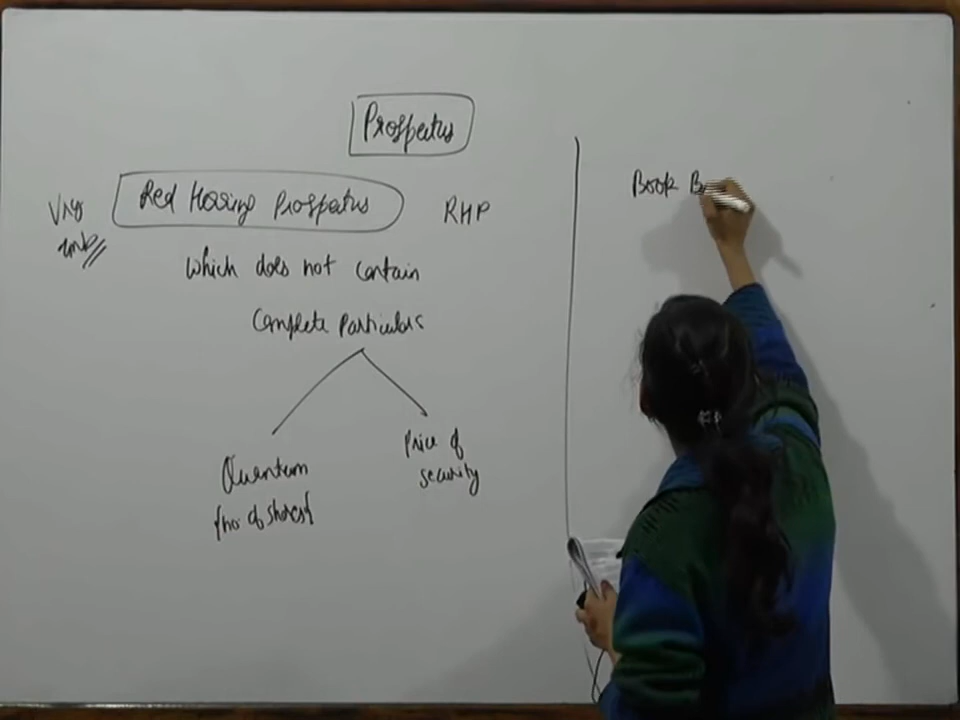 Prospectus
Red Hearing Prospectus
RHP
Very
imp
which does not contain
Complete Particulars
Quantum
{no. of shares}
Price of
security
Book B